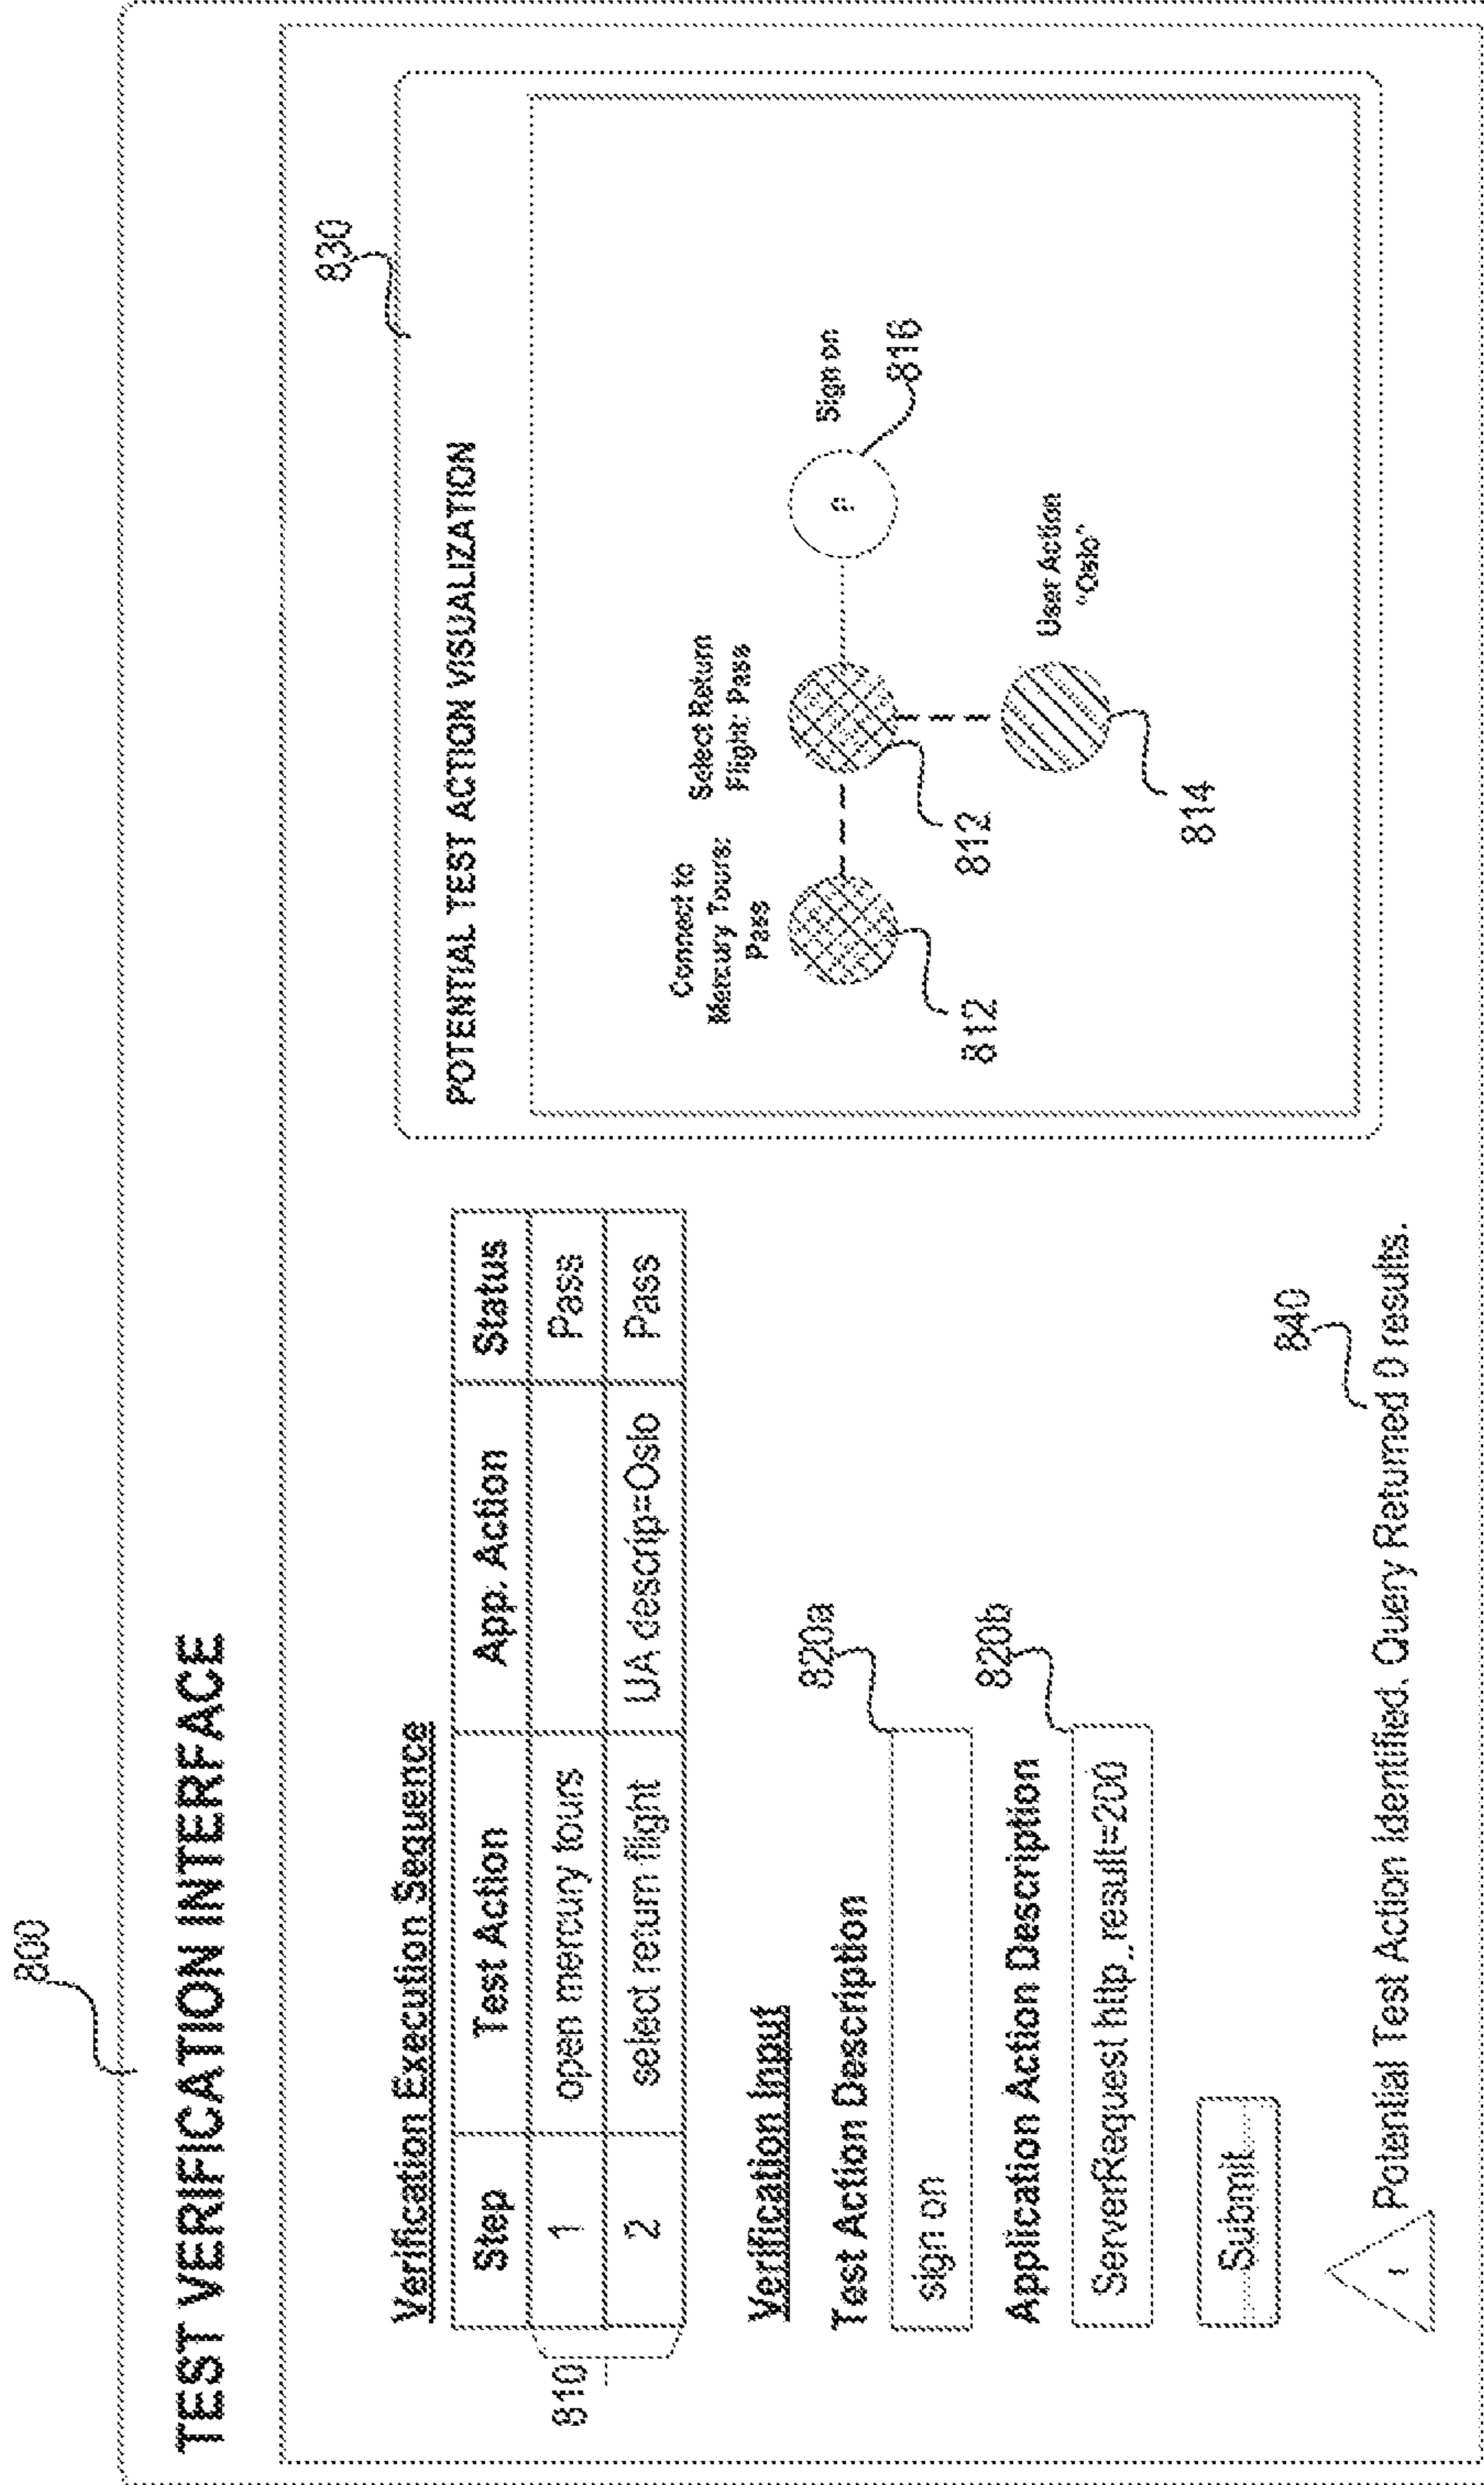 800
TEST VERIFICATION INTERFACE
Verification Execution Sequence
Step Test Action App. Action Status
1 open mercury tours Pass
2 select return flight UA descrip=Oslo Pass
810
Verification Input
Test Action Description
820a
sign on
Application Action Description
820b
ServerRequest http_result=200
Submit
840
! Potential Test Action Identified. Query Returned 0 results.
830
POTENTIAL TEST ACTION VISUALIZATION
Connect to
Mercury Tours:
Pass
Select Return
Flight: Pass
Sign on
812
812
816
User Action
"Oslo"
814